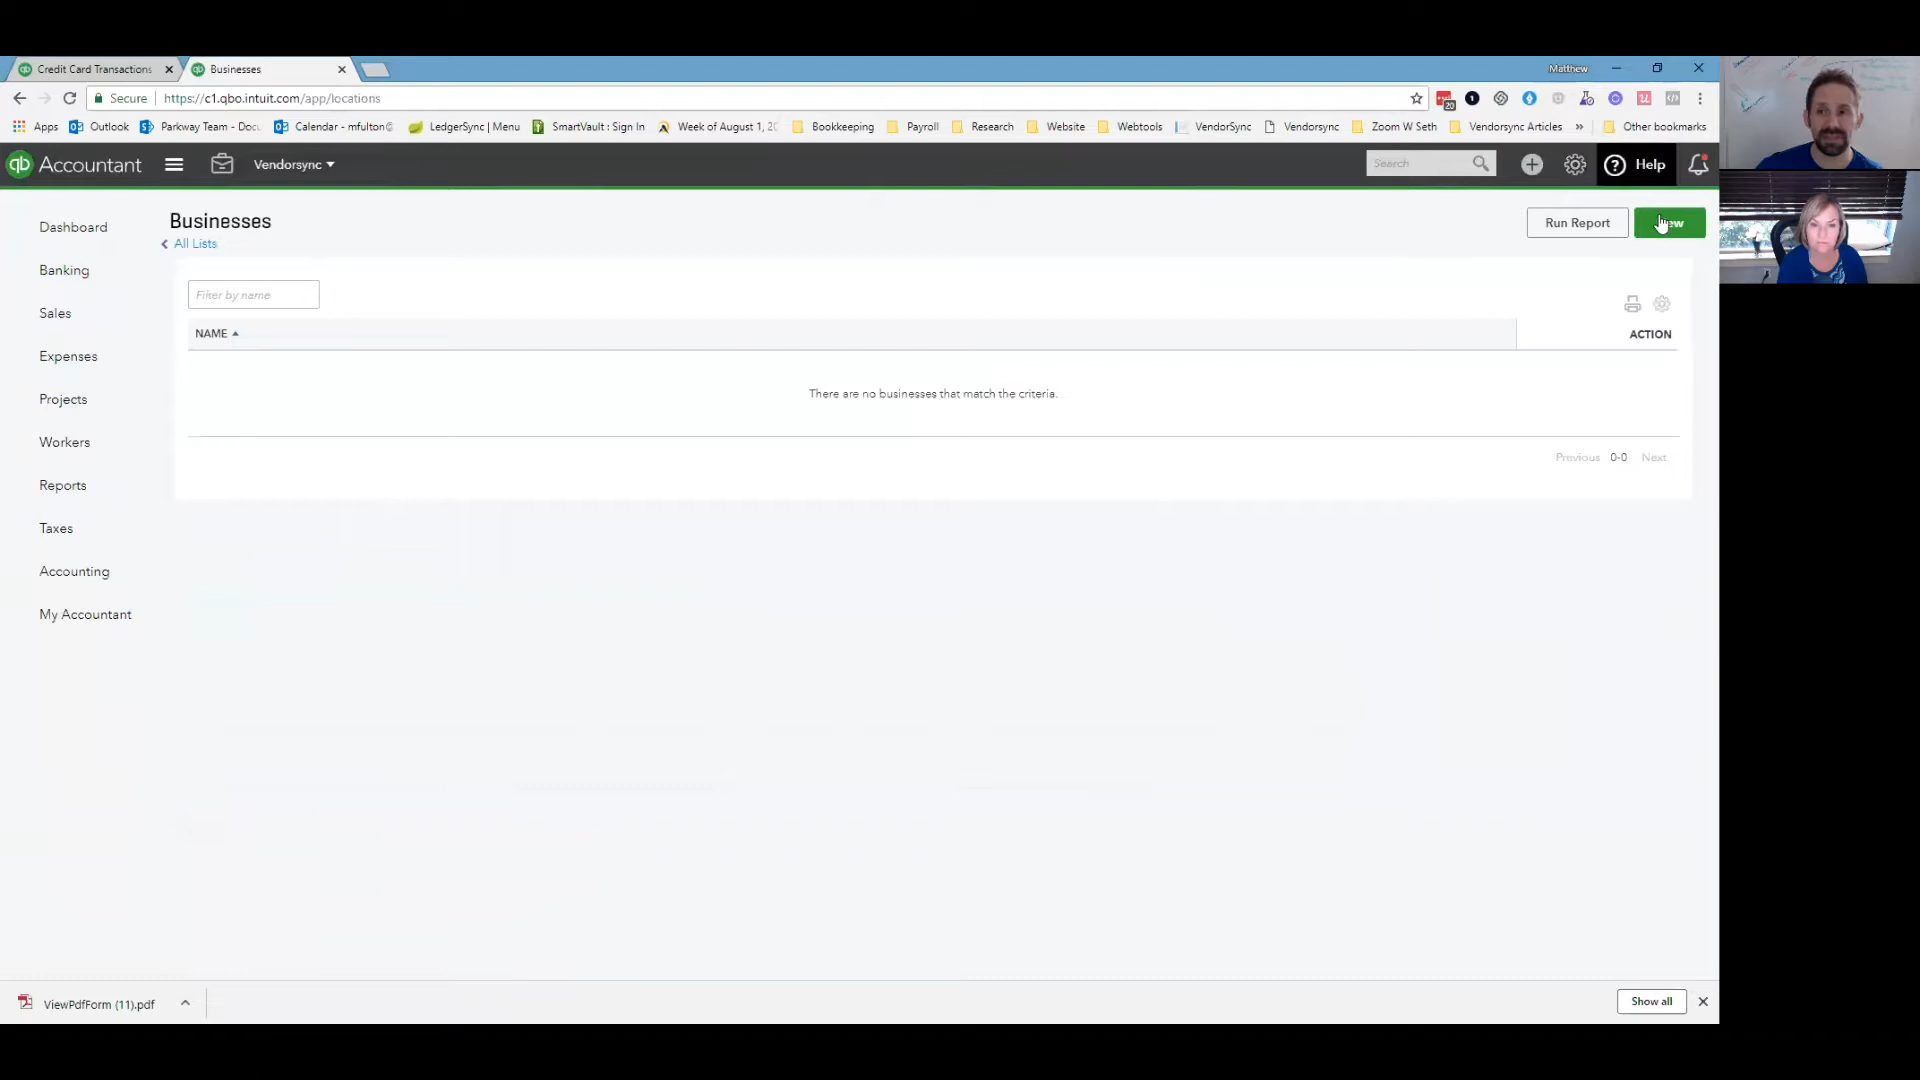 Credit Card Transactions
Businesses
Matthew
Secure
https://c1.qbo.intuit.com/app/locations
20
Apps
Outlook
Parkway Team - Docu
Calendar - mfulton@
LedgerSync | Menu
SmartVault : Sign In
Week of August 1, 20
Bookkeeping
Payroll
Research
Website
Webtools
VendorSync
Vendorsync
Zoom W Seth
Vendorsync Articles
»
Other bookmarks
qb Accountant
Vendorsync
Search
Help
Dashboard
Banking
Sales
Expenses
Projects
Workers
Reports
Taxes
Accounting
My Accountant
Businesses
All Lists
Run Report
Filter by name
NAME
ACTION
There are no businesses that match the criteria.
Previous 0-0 Next
ViewPdfForm (11).pdf
Show all